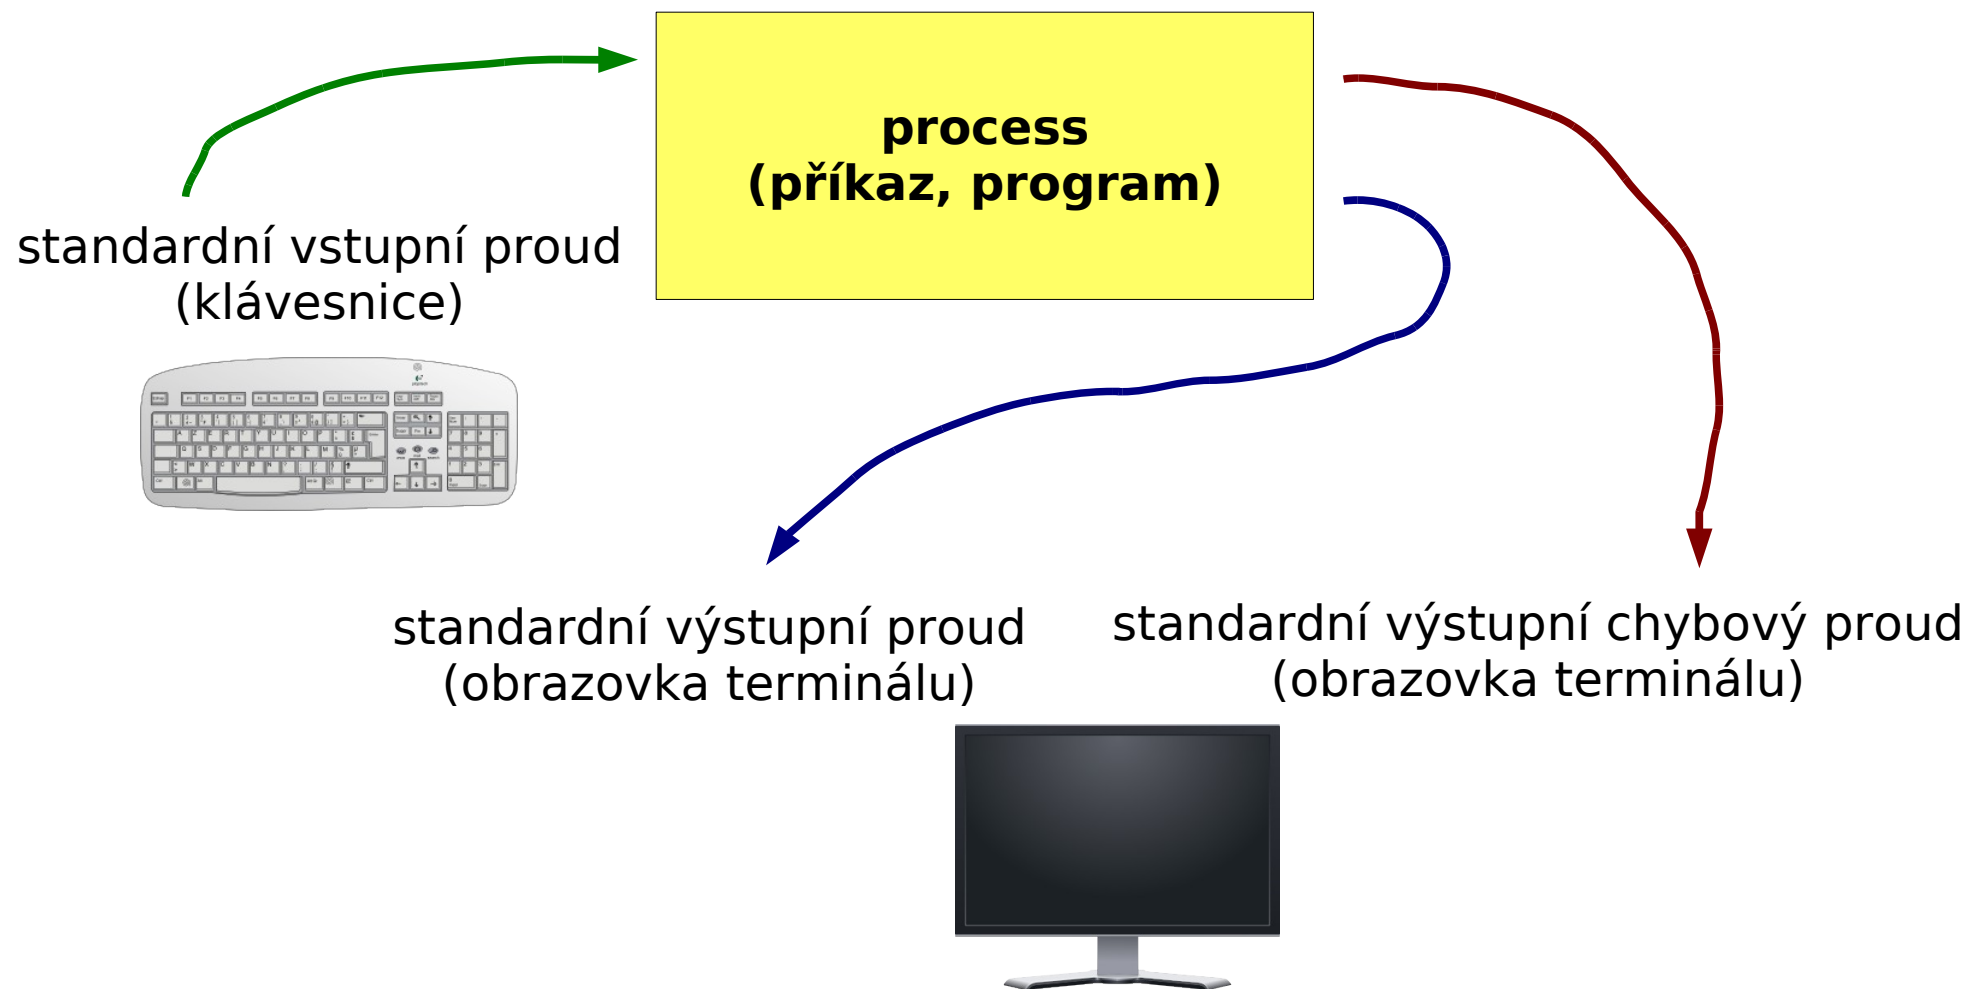 process
(příkaz, program)
standardní vstupní proud
(klávesnice)
standardní výstupní proud
(obrazovka terminálu)
standardní výstupní chybový proud
(obrazovka terminálu)